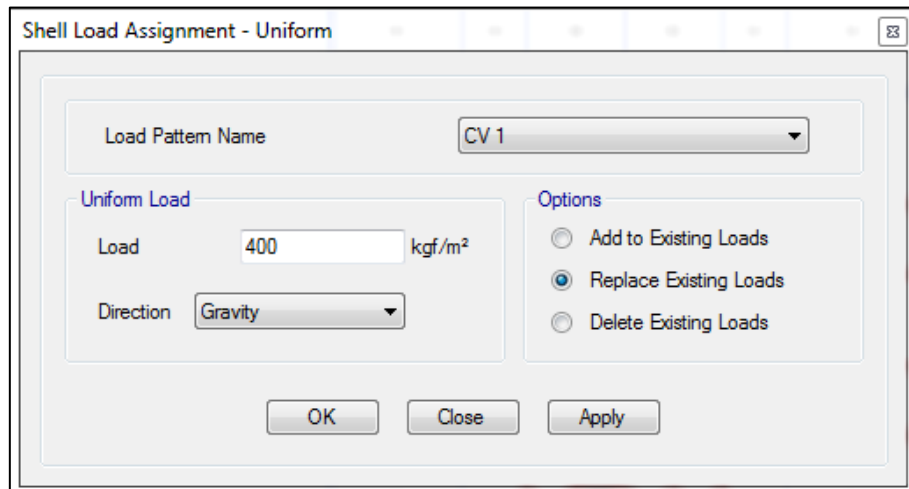 Shell Load Assignment - Uniform
Load Pattern Name
CV 1
Uniform Load
Load
400
kgf/m²
Direction
Gravity
Options
Add to Existing Loads
Replace Existing Loads
Delete Existing Loads
OK
Close
Apply